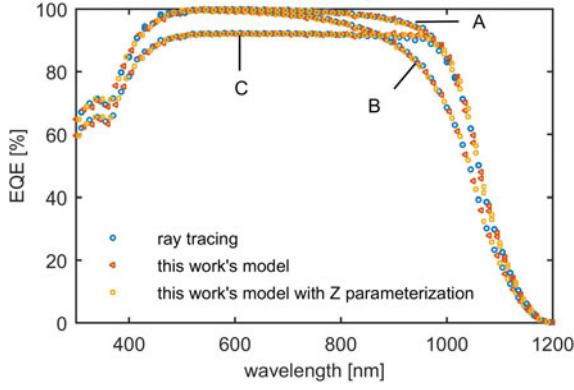 100
80
60
40
20
0
EQE [%]
A
B
C
ray tracing
this work's model
this work's model with Z parameterization
400 600 800 1000 1200
wavelength [nm]